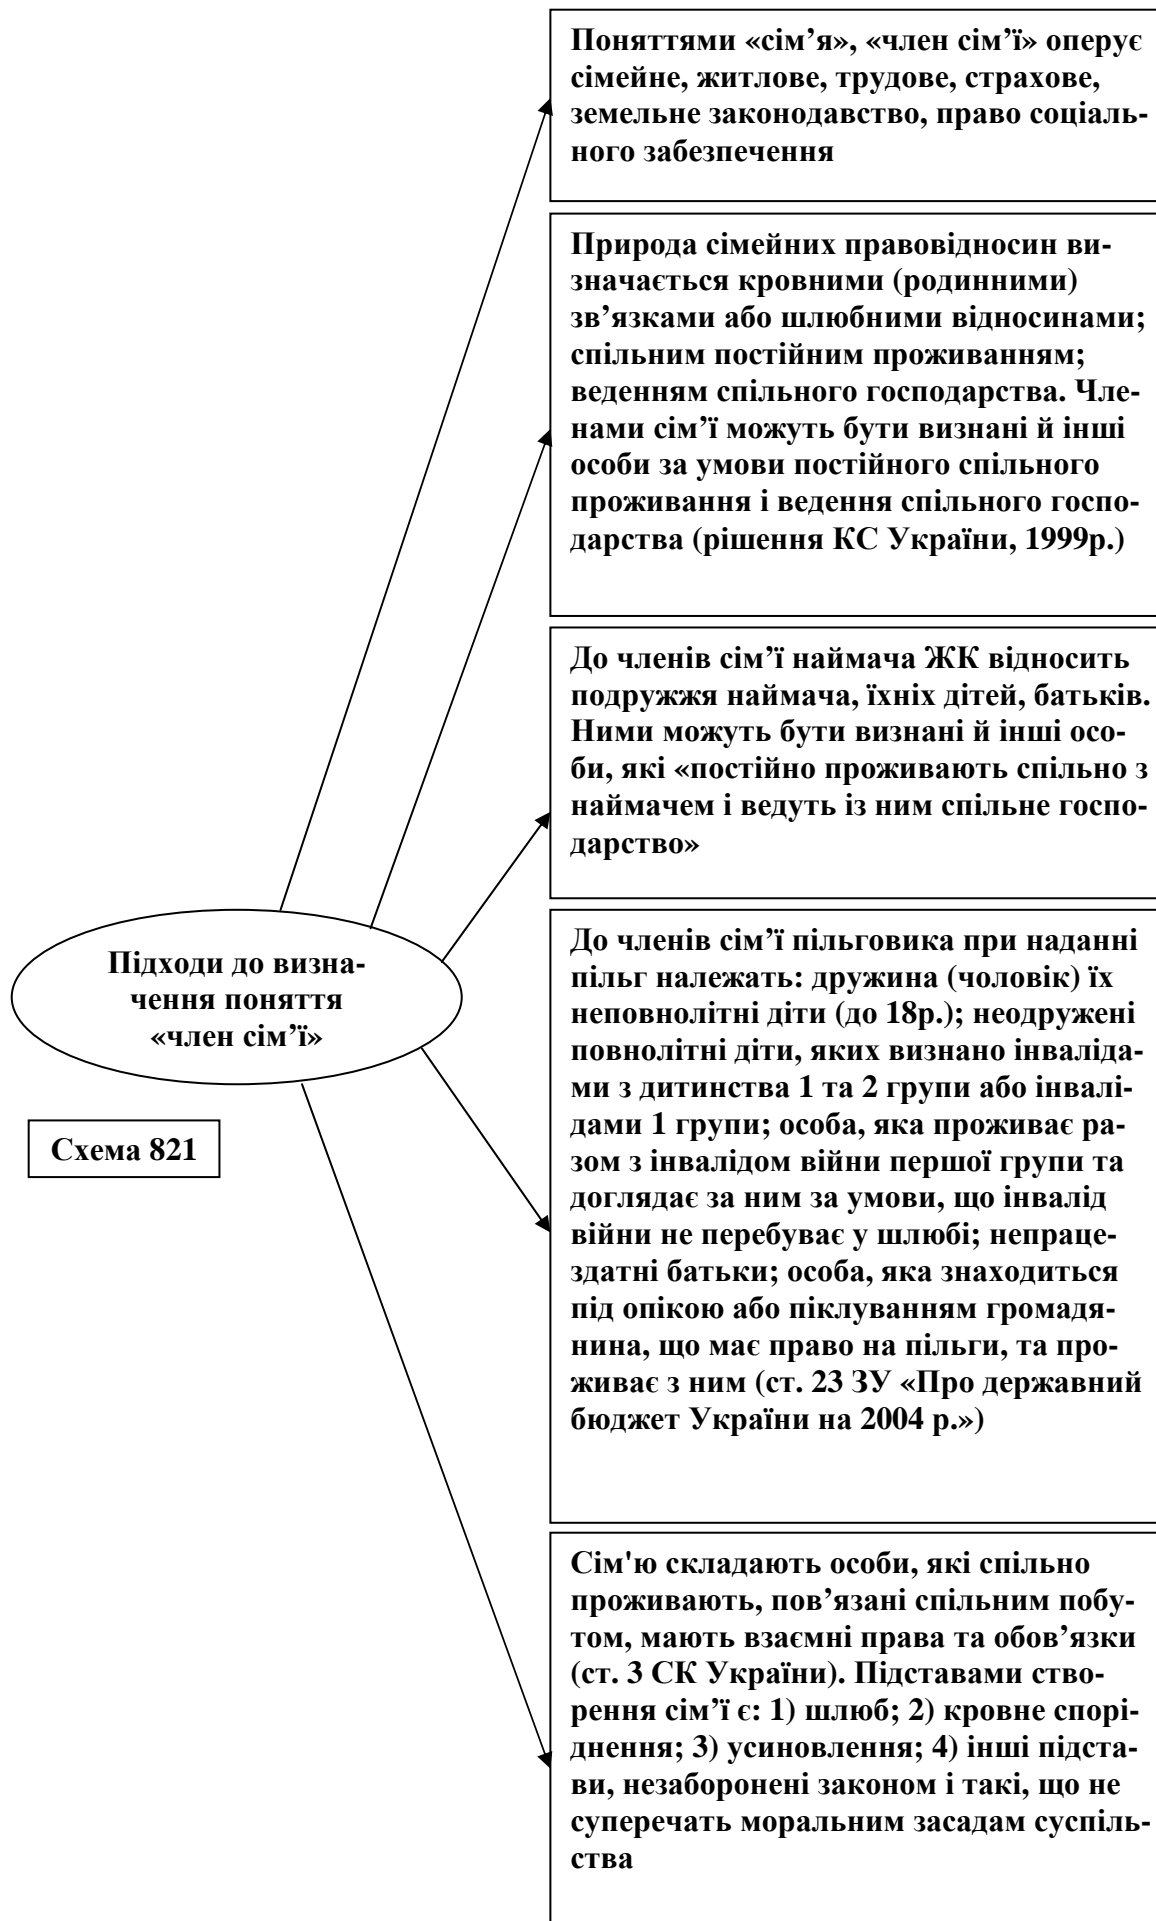 Поняттями «сім’я», «член сім’ї» оперує
сімейне, житлове, трудове, страхове,
земельне законодавство, право соціаль-
ного забезпечення
Природа сімейних правовідносин ви-
значається кровними (родинними)
зв’язками або шлюбними відносинами;
спільним постійним проживанням;
веденням спільного господарства. Чле-
нами сім’ї можуть бути визнані й інші
особи за умови постійного спільного
проживання і ведення спільного госпо-
дарства (рішення КС України, 1999р.)
До членів сім’ї наймача ЖК відносить
подружжя наймача, їхніх дітей, батьків.
Ними можуть бути визнані й інші осо-
би, які «постійно проживають спільно з
наймачем і ведуть із ним спільне госпо-
дарство»
Підходи до визна-
чення поняття
«член сім’ї»
Схема 821
До членів сім’ї пільговика при наданні
пільг належать: дружина (чоловік) їх
неповнолітні діти (до 18р.); неодружені
повнолітні діти, яких визнано інваліда-
ми з дитинства 1 та 2 групи або інвалі-
дами 1 групи; особа, яка проживає ра-
зом з інвалідом війни першої групи та
доглядає за ним за умови, що інвалід
війни не перебуває у шлюбі; непраце-
здатні батьки; особа, яка знаходиться
під опікою або піклуванням громадя-
нина, що має право на пільги, та про-
живає з ним (ст. 23 ЗУ «Про державний
бюджет України на 2004 р.»)
Сім'ю складають особи, які спільно
проживають, пов’язані спільним побу-
том, мають взаємні права та обов’язки
(ст. 3 СК України). Підставами ство-
рення сім’ї є: 1) шлюб; 2) кровне спорі-
днення; 3) усиновлення; 4) інші підста-
ви, незаборонені законом і такі, що не
суперечать моральним засадам суспіль-
ства